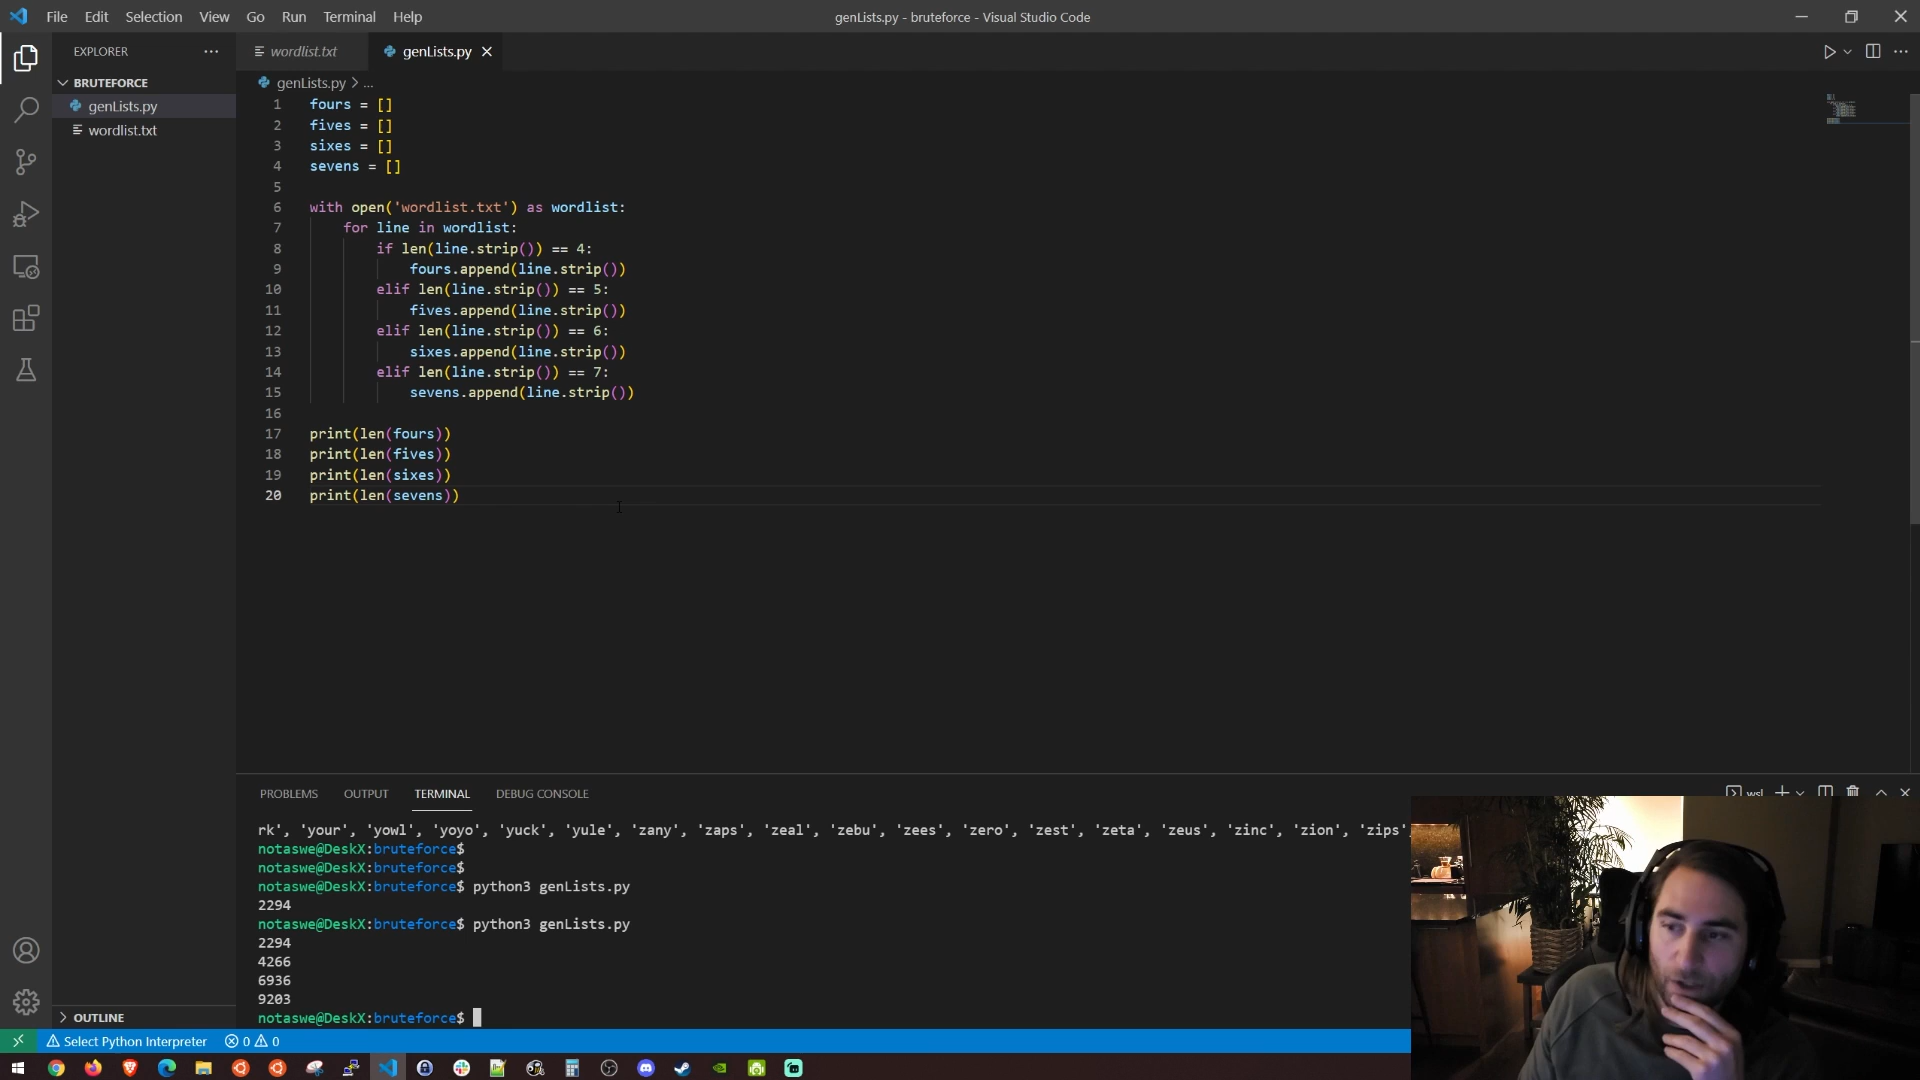 File Edit Selection View Go Run Terminal Help
genLists.py - bruteforce - Visual Studio Code
EXPLORER
BRUTEFORCE
genLists.py
wordlist.txt
OUTLINE
wordlist.txt
genLists.py
genLists.py > ...
1 fours = []
2 fives = []
3 sixes = []
4 sevens = []
5
6 with open('wordlist.txt') as wordlist:
7 for line in wordlist:
8 if len(line.strip()) == 4:
9 fours.append(line.strip())
10 elif len(line.strip()) == 5:
11 fives.append(line.strip())
12 elif len(line.strip()) == 6:
13 sixes.append(line.strip())
14 elif len(line.strip()) == 7:
15 sevens.append(line.strip())
16
17 print(len(fours))
18 print(len(fives))
19 print(len(sixes))
20 print(len(sevens))
PROBLEMS OUTPUT TERMINAL DEBUG CONSOLE
wsl
rk', 'your', 'yowl', 'yoyo', 'yuck', 'yule', 'zany', 'zaps', 'zeal', 'zebu', 'zees', 'zero', 'zest', 'zeta', 'zeus', 'zinc', 'zion', 'zips'
notaswe@DeskX:bruteforce$
notaswe@DeskX:bruteforce$
notaswe@DeskX:bruteforce$ python3 genLists.py
2294
notaswe@DeskX:bruteforce$ python3 genLists.py
2294
4266
6936
9203
notaswe@DeskX:bruteforce$
Select Python Interpreter 0 0